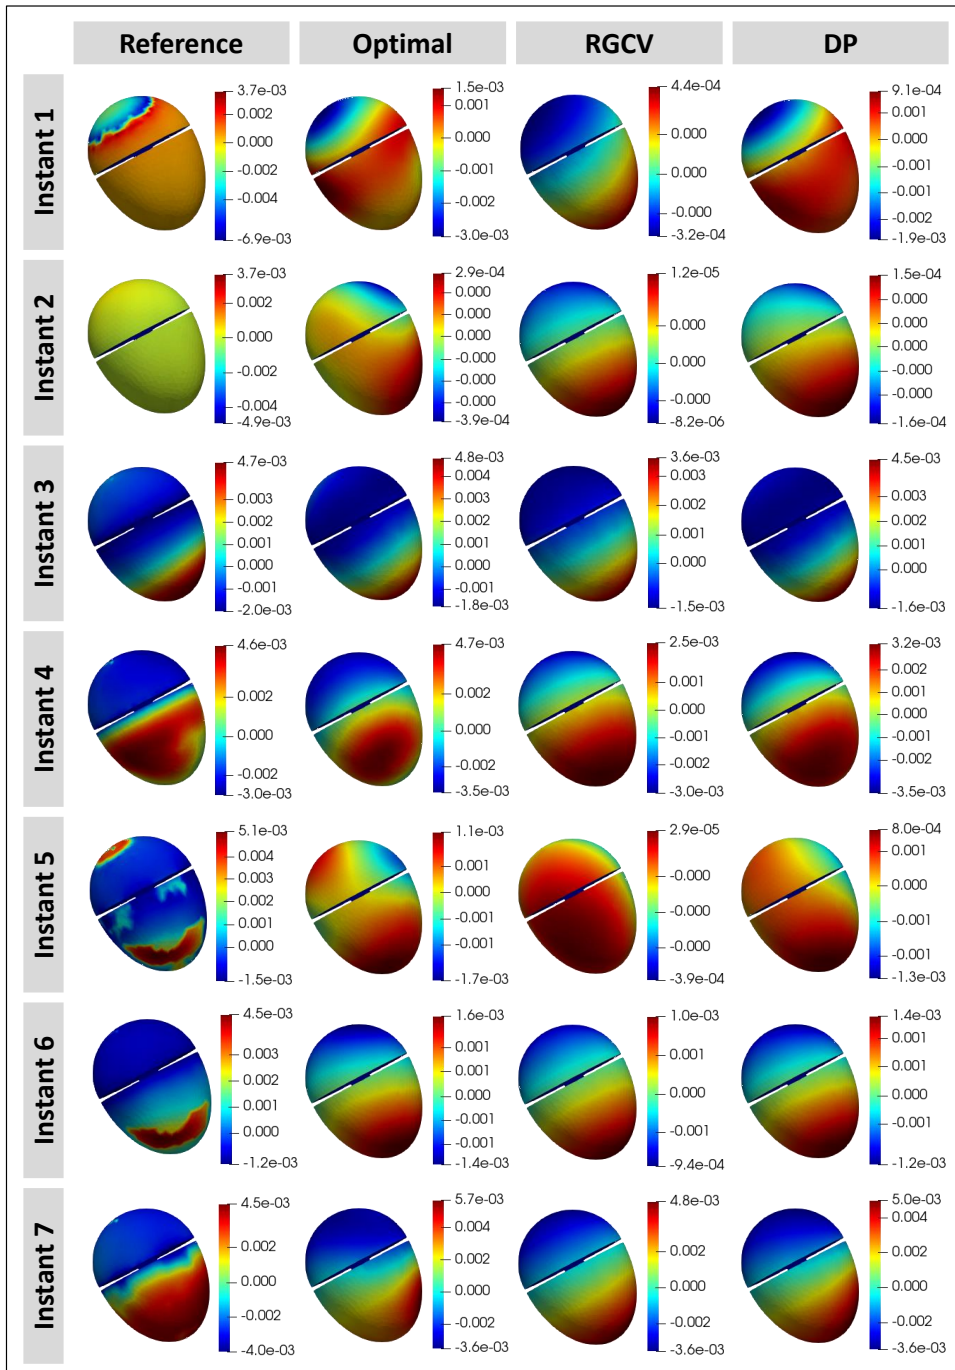 Reference Optimal RGCV DP
Instant 1
3.7e-03
0.002
0.000
-0.002
-0.004
-6.9e-03
1.5e-03
0.001
0.000
-0.001
-0.002
-3.0e-03
4.4e-04
0.000
0.000
-0.000
-3.2e-04
9.1e-04
0.001
0.000
-0.001
-0.001
-0.002
-1.9e-03
Instant 2
3.7e-03
0.002
0.000
-0.002
-0.004
-4.9e-03
2.9e-04
0.000
0.000
0.000
-0.000
-0.000
-0.000
-3.9e-04
1.2e-05
0.000
0.000
-0.000
-8.2e-06
1.5e-04
0.000
0.000
0.000
-0.000
-0.000
-1.6e-04
Instant 3
4.7e-03
0.003
0.002
0.001
0.000
-0.001
-2.0e-03
4.8e-03
0.004
0.003
0.002
0.001
0.000
-0.001
-1.8e-03
3.6e-03
0.003
0.002
0.001
0.000
-1.5e-03
4.5e-03
0.003
0.002
0.001
0.000
-1.6e-03
Instant 4
4.6e-03
0.002
0.000
-0.002
-3.0e-03
4.7e-03
0.002
0.000
-0.002
-3.5e-03
2.5e-03
0.001
0.000
-0.001
-0.002
-3.0e-03
3.2e-03
0.002
0.001
0.000
-0.001
-0.002
-3.5e-03
Instant 5
5.1e-03
0.004
0.003
0.002
0.001
0.000
-1.5e-03
1.1e-03
0.001
0.000
-0.001
-0.001
-1.7e-03
2.9e-05
-0.000
-0.000
-0.000
-3.9e-04
8.0e-04
0.001
0.000
-0.001
-0.001
-1.3e-03
Instant 6
4.5e-03
0.003
0.002
0.001
0.000
-1.2e-03
1.6e-03
0.001
0.001
0.000
-0.001
-0.001
-1.4e-03
1.0e-03
0.001
0.000
-0.001
-9.4e-04
1.4e-03
0.001
0.001
0.000
-0.001
-1.2e-03
Instant 7
4.5e-03
0.002
0.000
-0.002
-4.0e-03
5.7e-03
0.004
0.002
0.000
-0.002
-3.6e-03
4.8e-03
0.002
0.000
-0.002
-3.6e-03
5.0e-03
0.004
0.002
0.000
-0.002
-3.6e-03